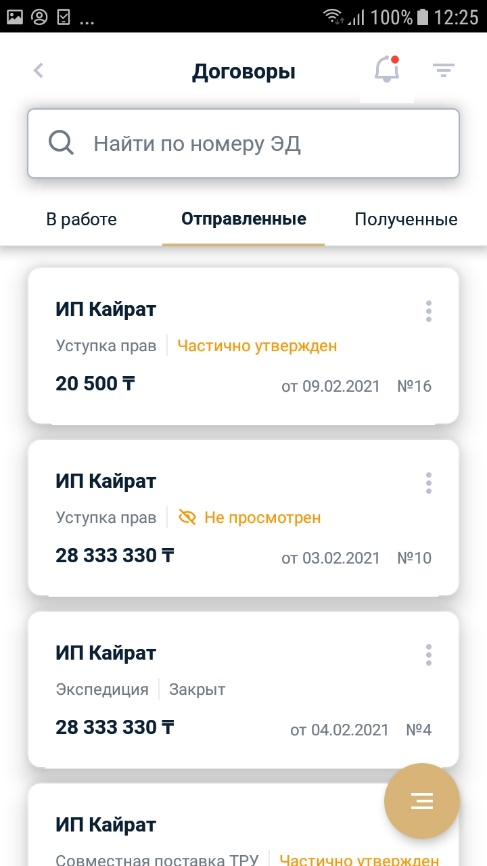 ... 100% 12:25
Договоры
Найти по номеру ЭД
В работе Отправленные Полученные
ИП Кайрат
Уступка прав Частично утвержден
20 500 ₸ от 09.02.2021 №16
ИП Кайрат
Уступка прав Не просмотрен
28 333 330 ₸ от 03.02.2021 №10
ИП Кайрат
Экспедиция Закрыт
28 333 330 ₸ от 04.02.2021 №4
ИП Кайрат
Совместная поставка ТРУ Частично утвержден